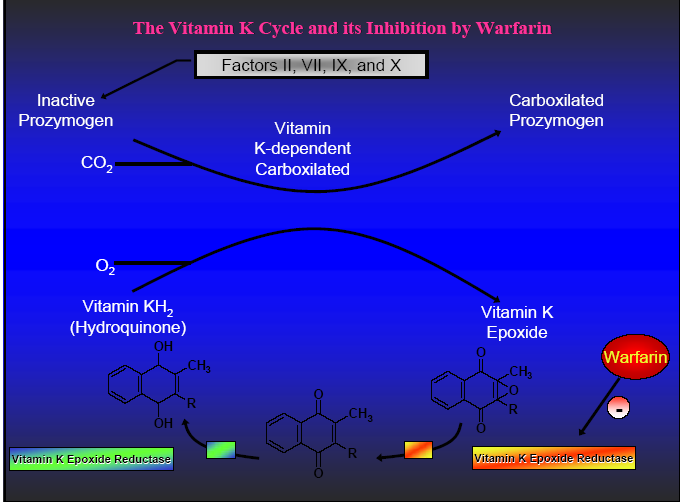 The Vitamin K Cycle and its Inhibition by Warfarin
Factors II, VII, IX, and X
Inactive
Prozymogen
Carboxilated
Prozymogen
Vitamin
K-dependent
Carboxilated
CO₂
O₂
Vitamin KH₂
(Hydroquinone)
Vitamin K
Epoxide
OH
CH₃
R
OH
O
CH₃
R
O
O
CH₃
O
R
O
Warfarin
-
Vitamin K Epoxide Reductase
Vitamin K Epoxide Reductase